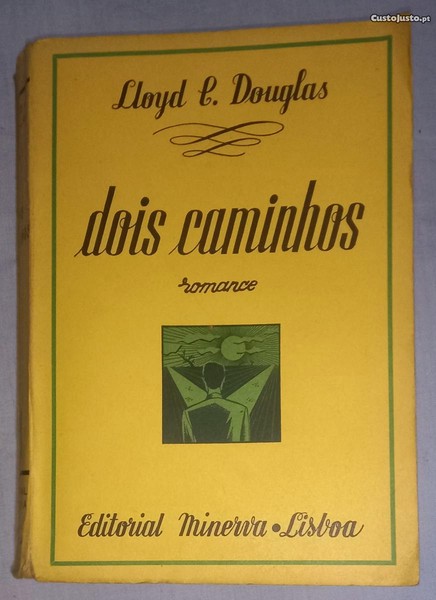 CustoJusto.pt
Lloyd C. Douglas
dois caminhos
romance
Editorial Minerva • Lisboa